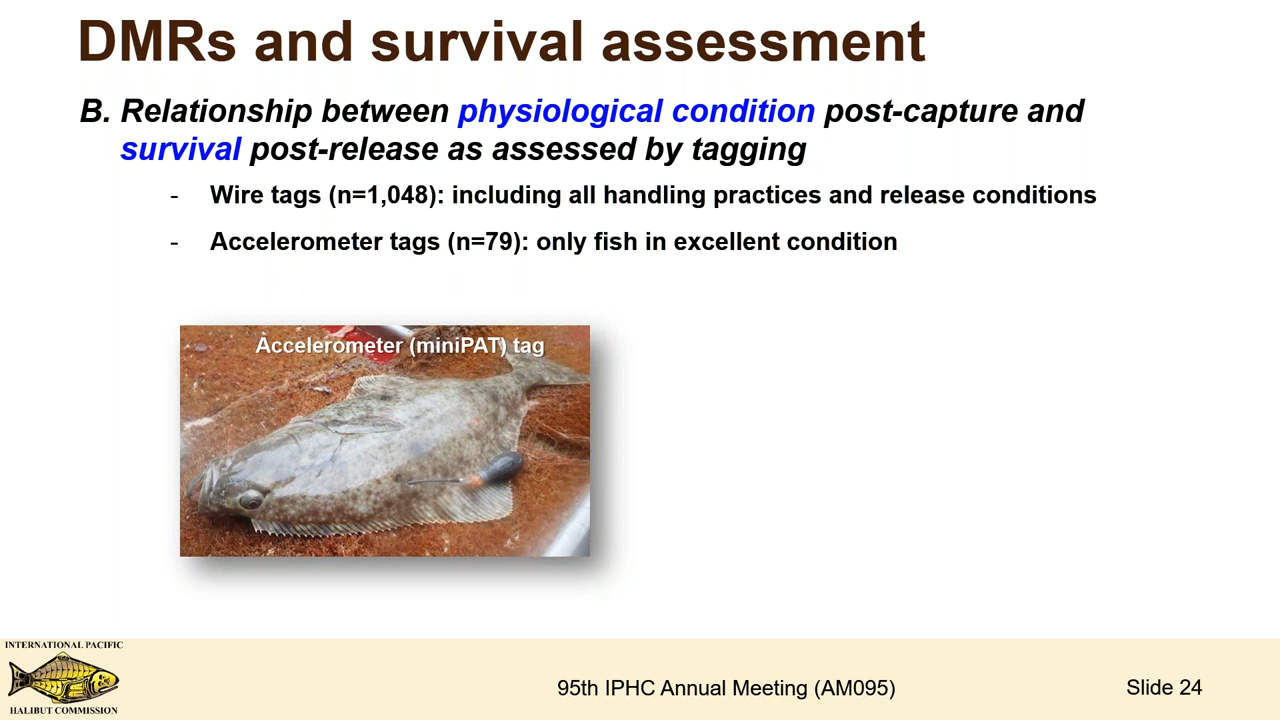 DMRs and survival assessment
B. Relationship between physiological condition post-capture and
survival post-release as assessed by tagging
- Wire tags (n=1,048): including all handling practices and release conditions
- Accelerometer tags (n=79): only fish in excellent condition
Accelerometer (miniPAT) tag
INTERNATIONAL PACIFIC
HALIBUT COMMISSION
95th IPHC Annual Meeting (AM095)
Slide 24